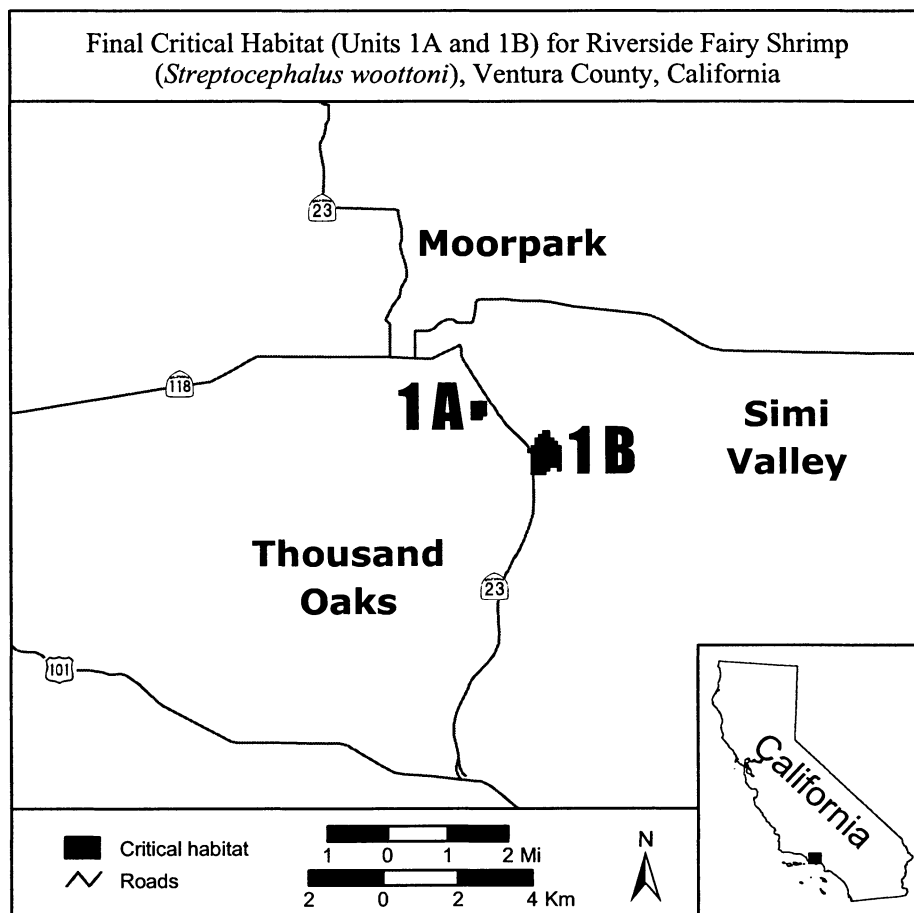 Final Critical Habitat (Units 1A and 1B) for Riverside Fairy Shrimp
(Streptocephalus woottoni), Ventura County, California
23
Moorpark
118
1A
1B
Simi
Valley
Thousand
Oaks
23
101
California
Critical habitat
Roads
1 0 1 2 Mi
2 0 2 4 Km
N